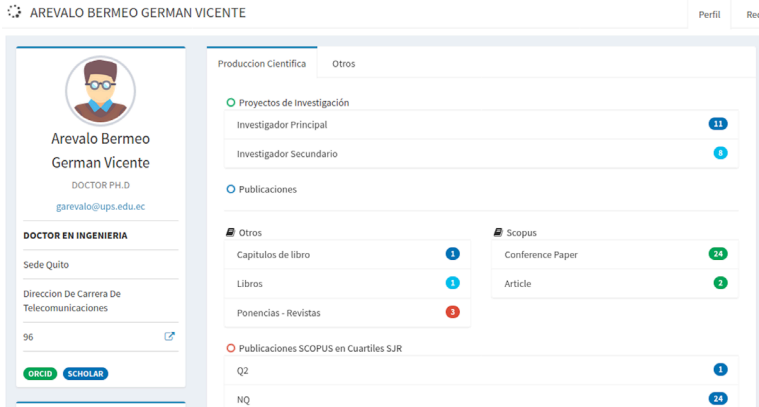 AREVALO BERMEO GERMAN VICENTE
Perfil
Arevalo Bermeo
German Vicente
DOCTOR PH.D
garevalo@ups.edu.ec
DOCTOR EN INGENIERIA
Sede Quito
Direccion De Carrera De
Telecomunicaciones
96
ORCID SCHOLAR
Produccion Cientifica Otros
Proyectos de Investigación
Investigador Principal 11
Investigador Secundario 8
Publicaciones
Otros
Capitulos de libro 1
Libros 1
Ponencias - Revistas 3
Scopus
Conference Paper 24
Article 2
Publicaciones SCOPUS en Cuartiles SJR
Q2 1
NQ 24